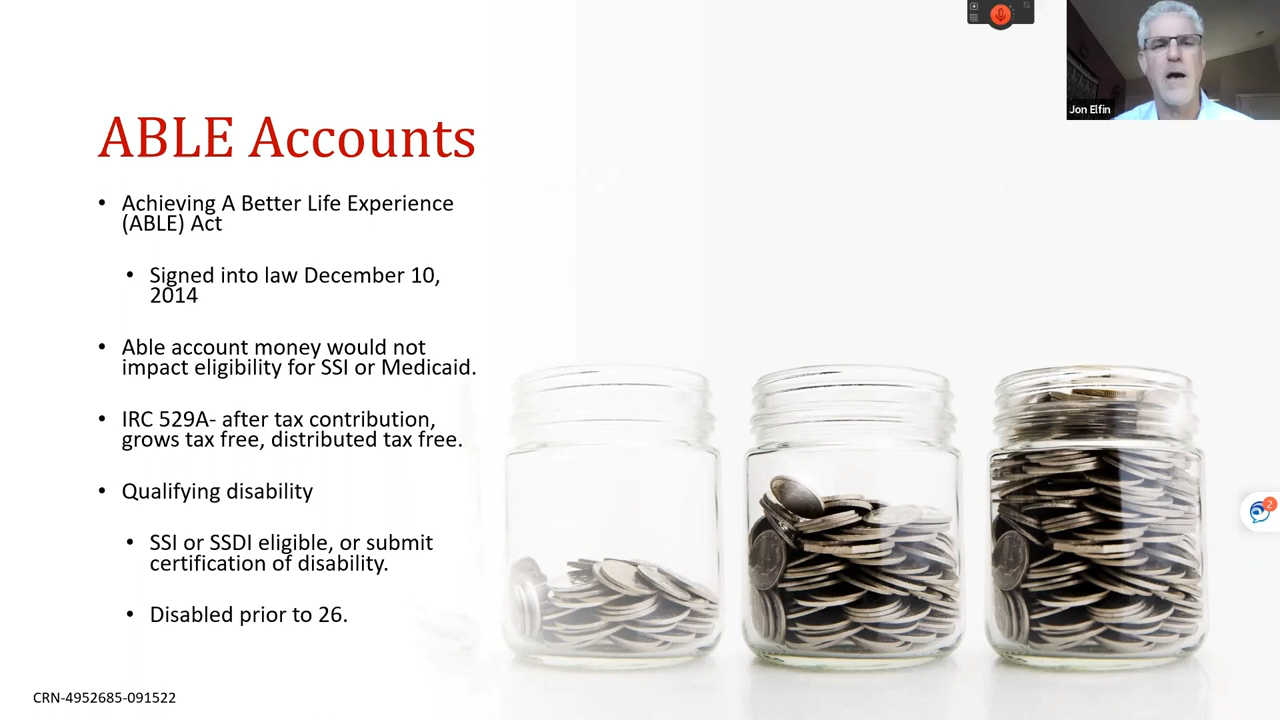 Jon Elfin
ABLE Accounts
• Achieving A Better Life Experience
(ABLE) Act
• Signed into law December 10,
2014
• Able account money would not
impact eligibility for SSI or Medicaid.
• IRC 529A- after tax contribution,
grows tax free, distributed tax free.
• Qualifying disability
• SSI or SSDI eligible, or submit
certification of disability.
• Disabled prior to 26.
2
CRN-4952685-091522